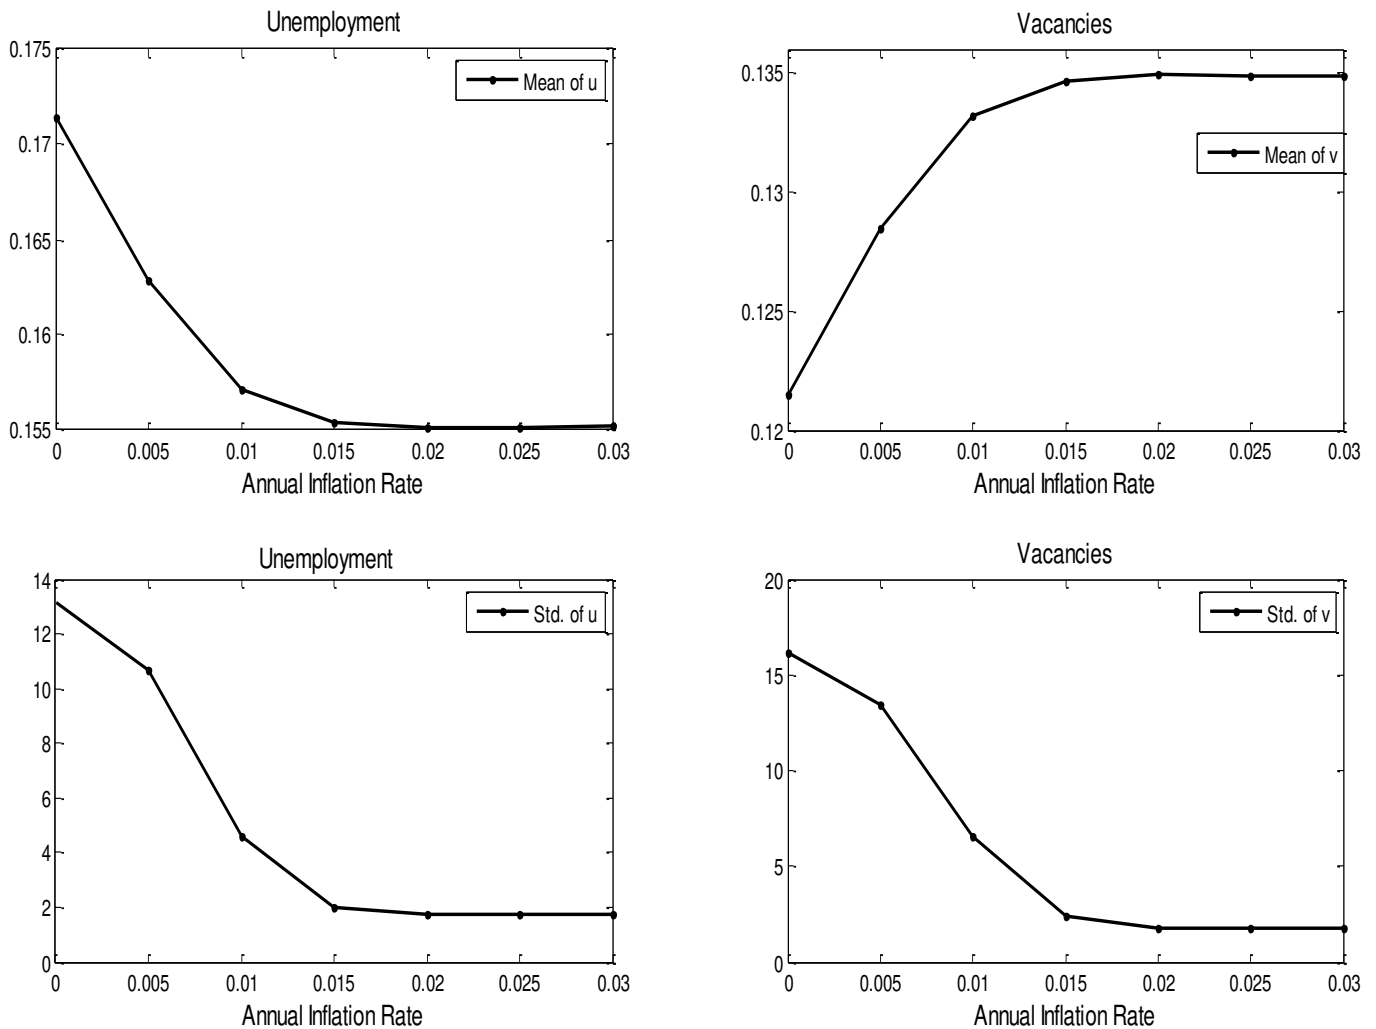 Unemployment
0.175
0.17
0.165
0.16
0.155
Mean of u
0 0.005 0.01 0.015 0.02 0.025 0.03
Annual Inflation Rate
Vacancies
0.135
0.13
0.125
0.12
Mean of v
0 0.005 0.01 0.015 0.02 0.025 0.03
Annual Inflation Rate
Unemployment
14
12
10
8
6
4
2
0
Std. of u
0 0.005 0.01 0.015 0.02 0.025 0.03
Annual Inflation Rate
Vacancies
20
15
10
5
0
Std. of v
0 0.005 0.01 0.015 0.02 0.025 0.03
Annual Inflation Rate